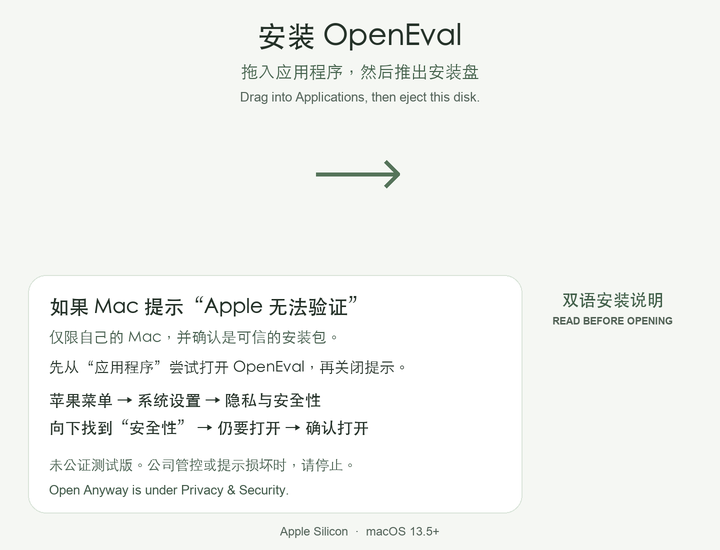 安装 OpenEval
拖入应用程序，然后推出安装盘
Drag into Applications, then eject this disk.
如果 Mac 提示“Apple 无法验证”
仅限自己的 Mac，并确认是可信的安装包。
先从“应用程序”尝试打开 OpenEval，再关闭提示。
苹果菜单 → 系统设置 → 隐私与安全性
向下找到“安全性” → 仍要打开 → 确认打开
未公证测试版。公司管控或提示损坏时，请停止。
Open Anyway is under Privacy & Security.
双语安装说明
READ BEFORE OPENING
Apple Silicon · macOS 13.5+